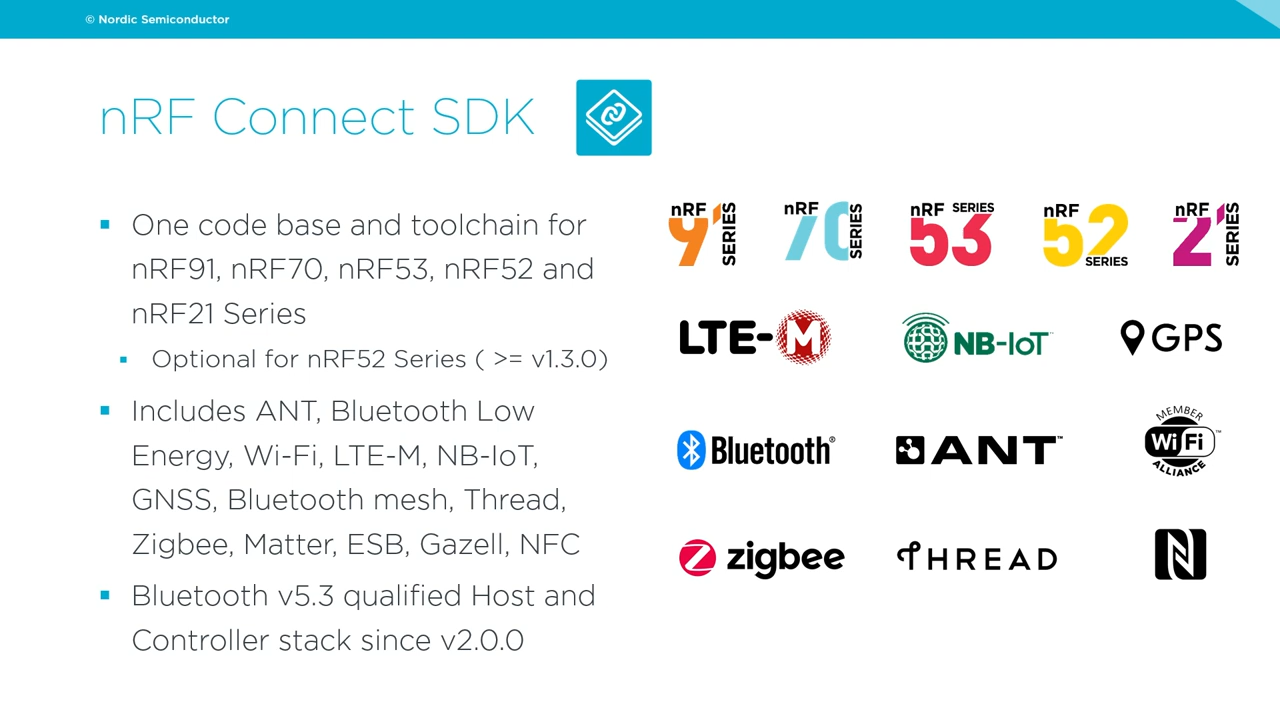 © Nordic Semiconductor
nRF Connect SDK
▪ One code base and toolchain for
nRF91, nRF70, nRF53, nRF52 and
nRF21 Series
▪ Optional for nRF52 Series ( >= v1.3.0)
▪ Includes ANT, Bluetooth Low
Energy, Wi-Fi, LTE-M, NB-IoT,
GNSS, Bluetooth mesh, Thread,
Zigbee, Matter, ESB, Gazell, NFC
▪ Bluetooth v5.3 qualified Host and
Controller stack since v2.0.0
nRF 91 SERIES
nRF 70 SERIES
nRF 53 SERIES
nRF 52 SERIES
nRF 21 SERIES
LTE-M
NB-IoT™
GPS
Bluetooth®
ANT™
MEMBER
Wi Fi™
ALLIANCE
zigbee
THREAD
N